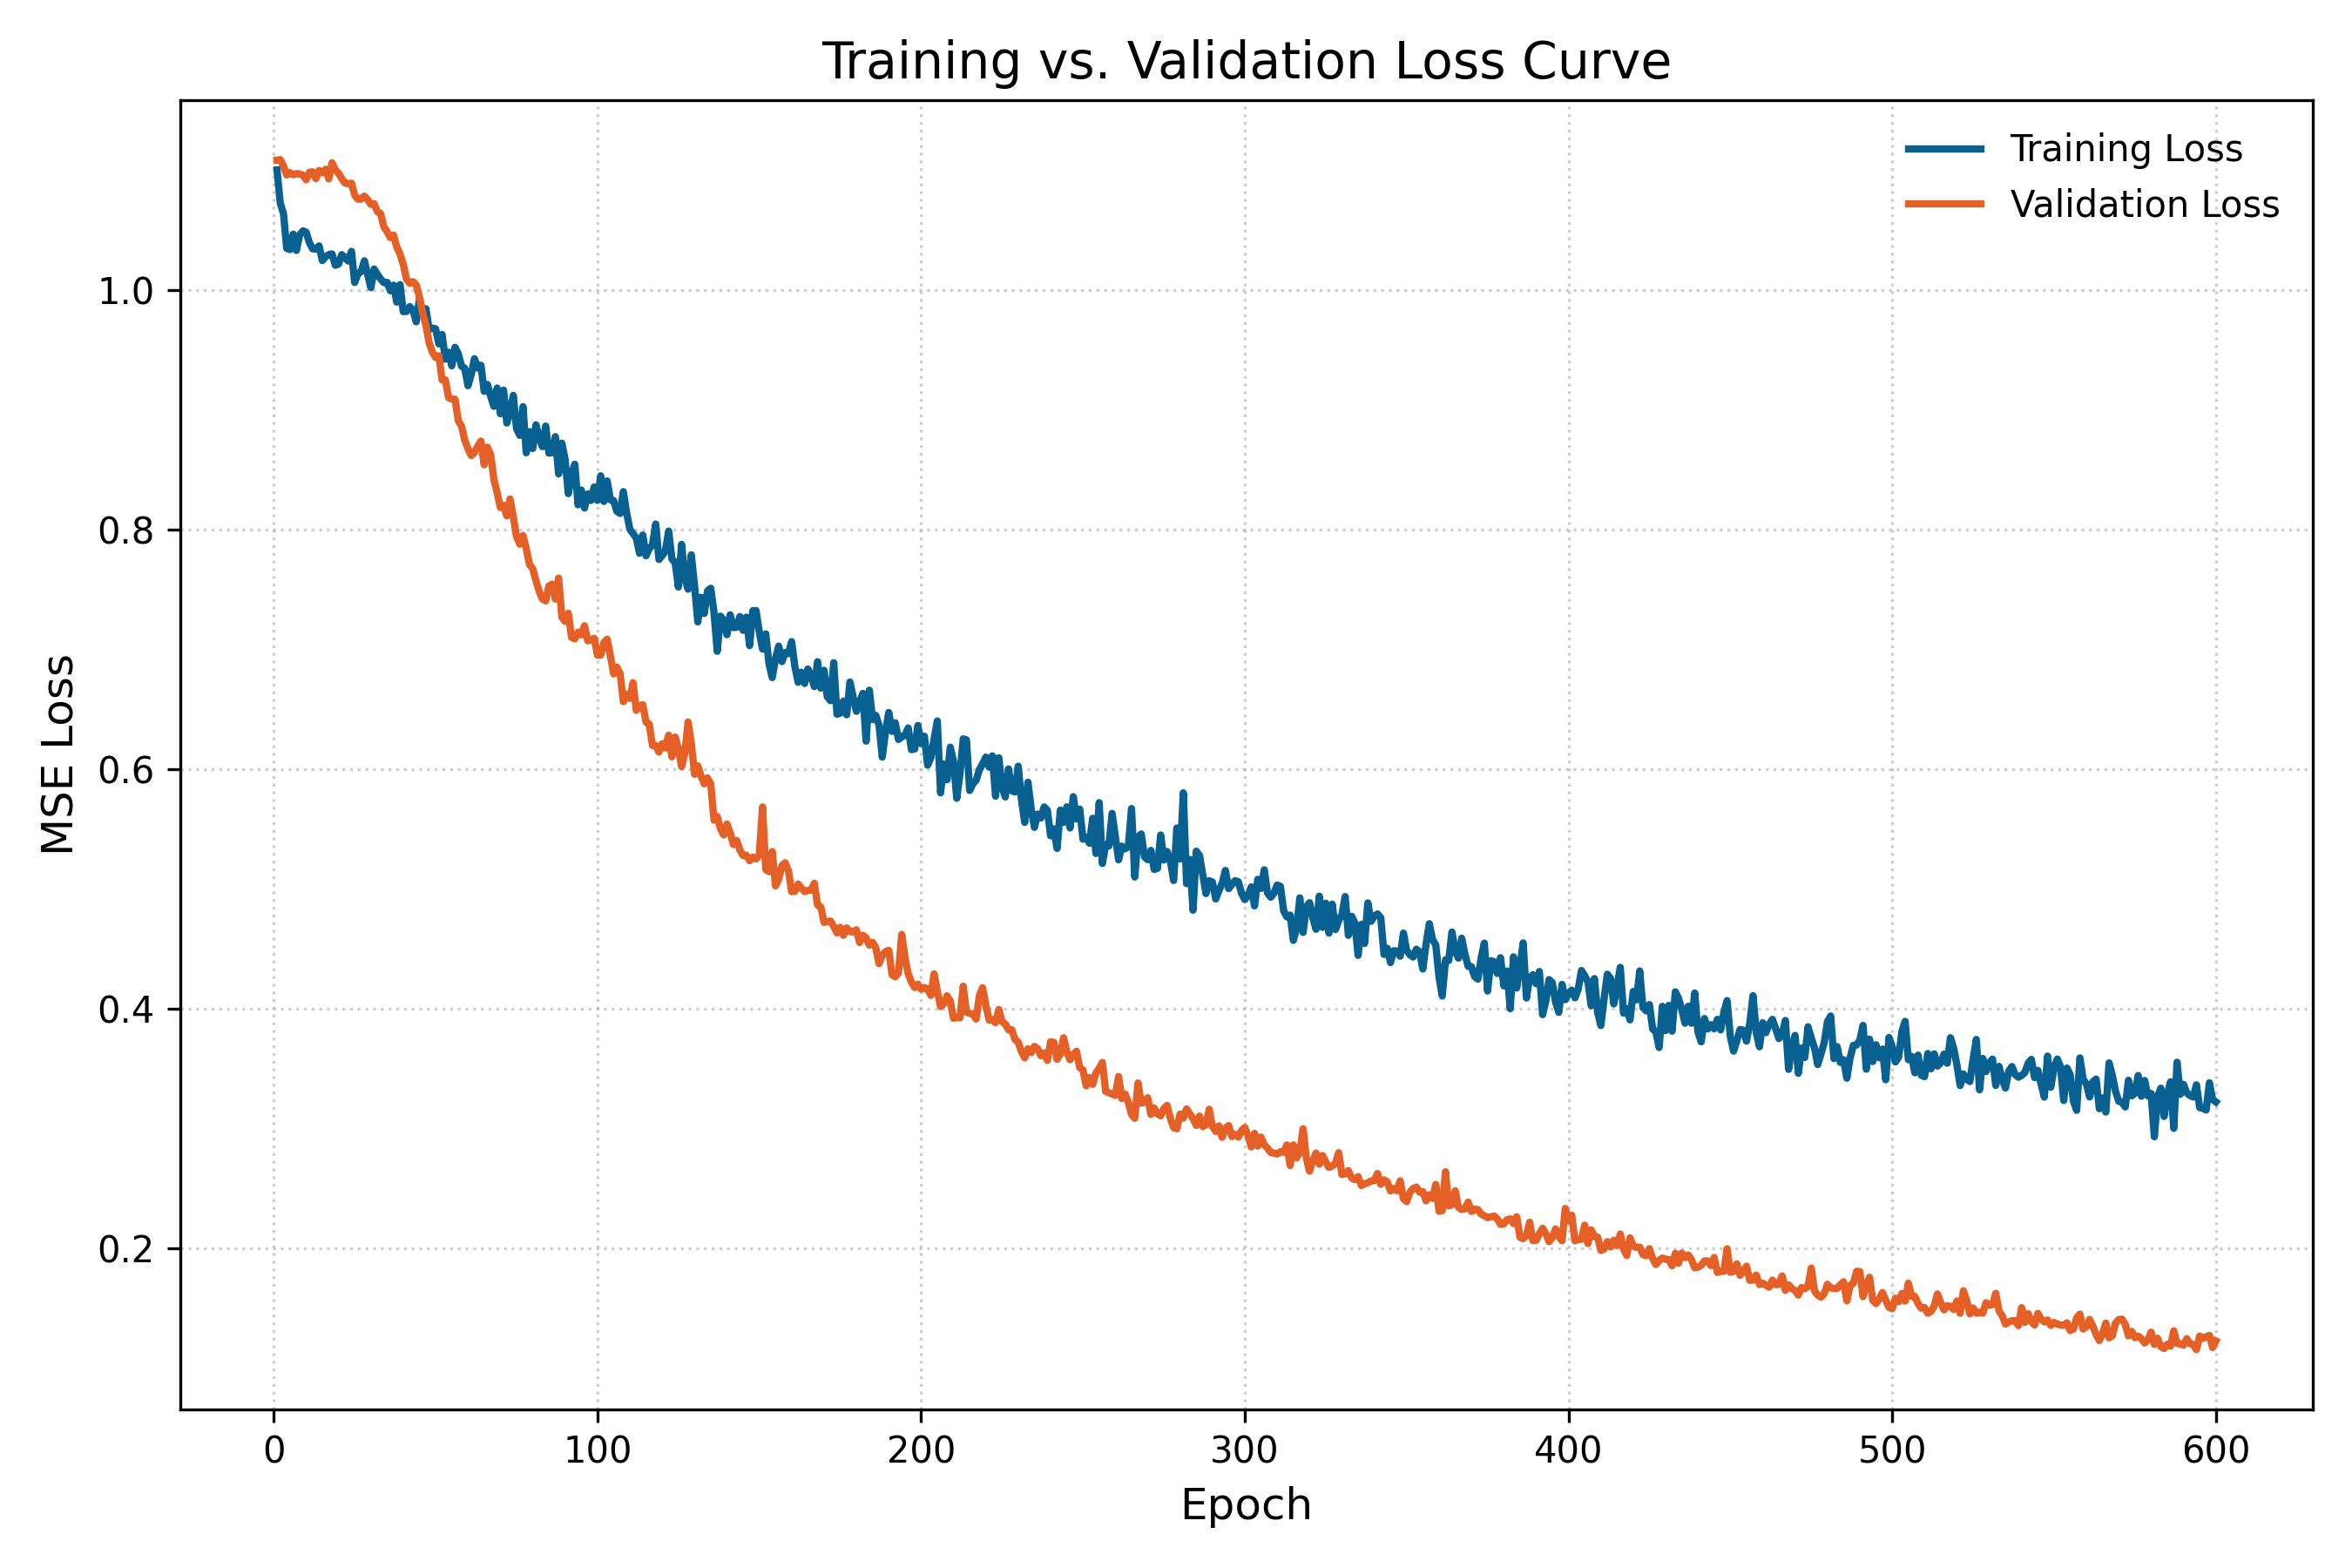 Training vs. Validation Loss Curve
Training Loss
Validation Loss
1.0
0.8
0.6
0.4
0.2
MSE Loss
0 100 200 300 400 500 600
Epoch